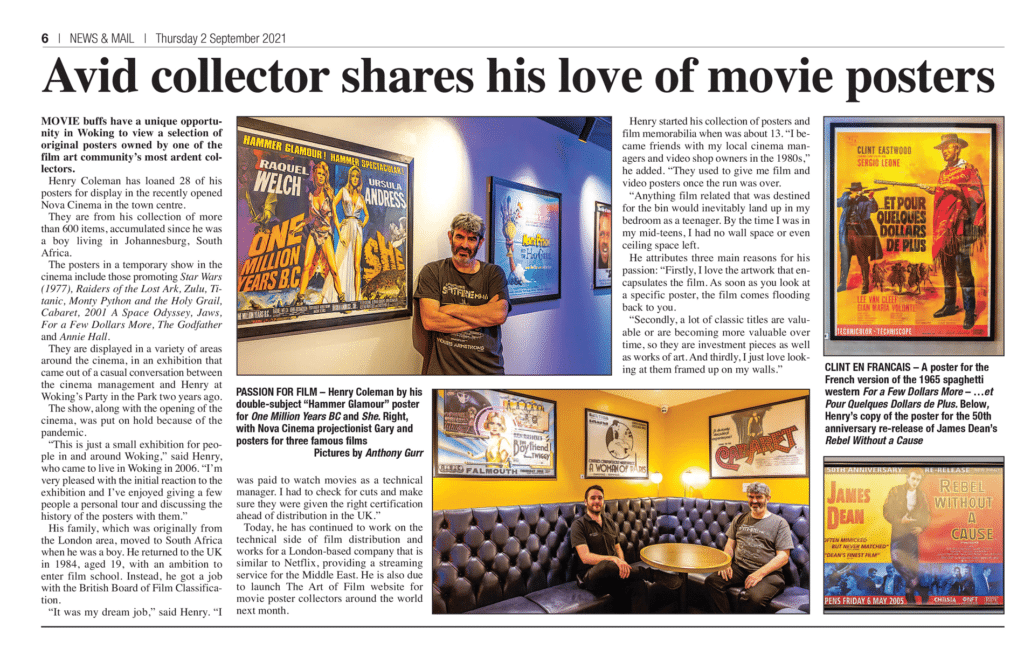 6 | NEWS & MAIL | Thursday 2 September 2021
Avid collector shares his love of movie posters
MOVIE buffs have a unique opportu-
nity in Woking to view a selection of
original posters owned by one of the
film art community's most ardent col-
lectors.
Henry Coleman has loaned 28 of his
posters for display in the recently opened
Nova Cinema in the town centre.
They are from his collection of more
than 600 items, accumulated since he was
a boy living in Johannesburg, South
Africa.
The posters in a temporary show in the
cinema include those promoting Star Wars
(1977), Raiders of the Lost Ark, Zulu, Ti-
tanic, Monty Python and the Holy Grail,
Cabaret, 2001 A Space Odyssey, Jaws,
For a Few Dollars More, The Godfather
and Annie Hall.
They are displayed in a variety of areas
around the cinema, in an exhibition that
came out of a casual conversation between
the cinema management and Henry at
Woking's Party in the Park two years ago.
The show, along with the opening of the
cinema, was put on hold because of the
pandemic.
"This is just a small exhibition for peo-
ple in and around Woking," said Henry,
who came to live in Woking in 2006. "I'm
very pleased with the initial reaction to the
exhibition and I've enjoyed giving a few
people a personal tour and discussing the
history of the posters with them."
His family, which was originally from
the London area, moved to South Africa
when he was a boy. He returned to the UK
in 1984, aged 19, with an ambition to
enter film school. Instead, he got a job
with the British Board of Film Classifica-
tion.
"It was my dream job," said Henry. "I
HAMMER GLAMOUR! HAMMER SPECTACULAR!
RAQUEL
WELCH
URSULA
ANDRESS
ONE
MILLION
YEARS B.C
SHE
PASSION FOR FILM – Henry Coleman by his
double-subject "Hammer Glamour" poster
for One Million Years BC and She. Right,
with Nova Cinema projectionist Gary and
posters for three famous films
Pictures by Anthony Gurr
was paid to watch movies as a technical
manager. I had to check for cuts and make
sure they were given the right certification
ahead of distribution in the UK."
Today, he has continued to work on the
technical side of film distribution and
works for a London-based company that is
similar to Netflix, providing a streaming
service for the Middle East. He is also due
to launch The Art of Film website for
movie poster collectors around the world
next month.
Boyfriend
TWIGGY
FALMOUTH
A WOMAN OF PARIS
CABARET
Henry started his collection of posters and
film memorabilia when was about 13. "I be-
came friends with my local cinema man-
agers and video shop owners in the 1980s,"
he added. "They used to give me film and
video posters once the run was over.
"Anything film related that was destined
for the bin would inevitably land up in my
bedroom as a teenager. By the time I was in
my mid-teens, I had no wall space or even
ceiling space left.
He attributes three main reasons for his
passion: "Firstly, I love the artwork that en-
capsulates the film. As soon as you look at
a specific poster, the film comes flooding
back to you.
"Secondly, a lot of classic titles are valu-
able or are becoming more valuable over
time, so they are investment pieces as well
as works of art. And thirdly, I just love look-
ing at them framed up on my walls."
CLINT EASTWOOD
SERGIO LEONE
ET POUR
QUELQUES
DOLLARS
DE PLUS
LEE VAN CLEEF
GIAN MARIA VOLONTE
TECHNICOLOR - TECHNISCOPE
CLINT EN FRANCAIS – A poster for the
French version of the 1965 spaghetti
western For a Few Dollars More – …et
Pour Quelques Dollars de Plus. Below,
Henry's copy of the poster for the 50th
anniversary re-release of James Dean's
Rebel Without a Cause
50TH ANNIVERSARY RE-RELEASE
JAMES
DEAN
REBEL
WITHOUT
A
CAUSE
OFTEN MIMICKED
BUT NEVER MATCHED"
"DEAN'S FINEST FILM"
PENS FRIDAY 6 MAY 2005